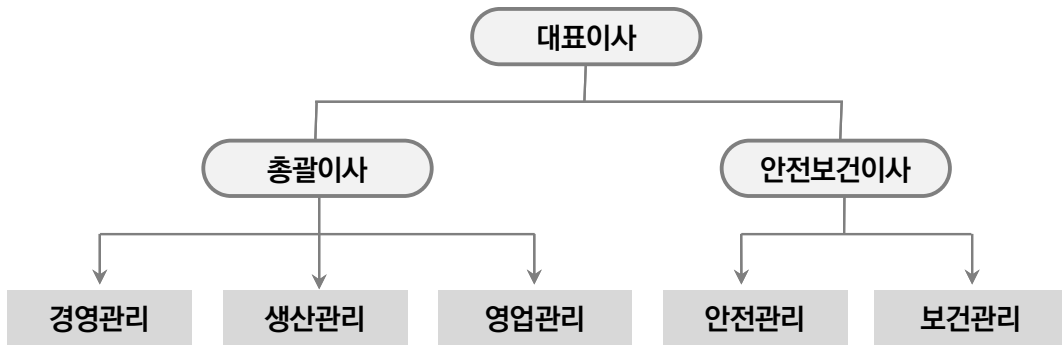 대표이사
총괄이사
안전보건이사
경영관리
생산관리
영업관리
안전관리
보건관리